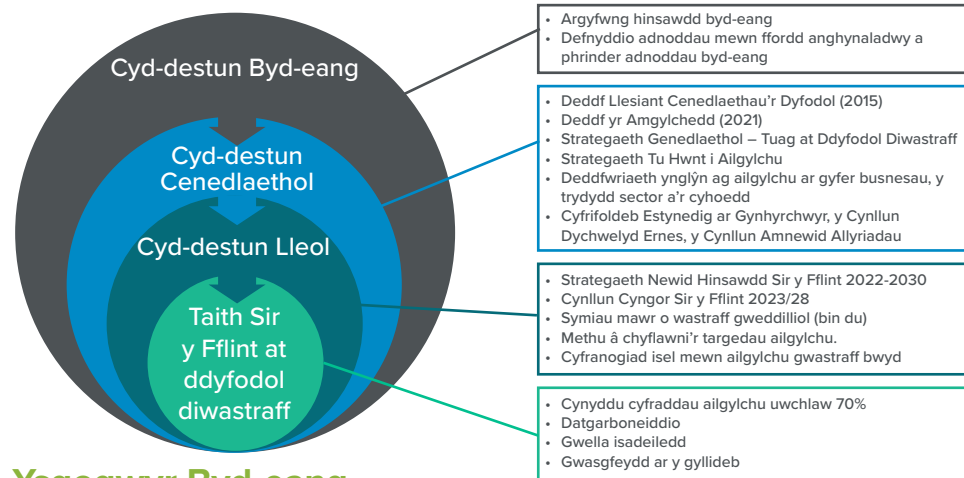 Cyd-destun Byd-eang
Cyd-destun
Cenedlaethol
Cyd-destun Lleol
Taith Sir
y Fflint at
ddyfodol
diwastraff
• Argyfwng hinsawdd byd-eang
• Defnyddio adnoddau mewn ffordd anghynaladwy a
phrinder adnoddau byd-eang
• Deddf Llesiant Cenedlaethau'r Dyfodol (2015)
• Deddf yr Amgylchedd (2021)
• Strategaeth Genedlaethol – Tuag at Ddyfodol Diwastraff
• Strategaeth Tu Hwnt i Ailgylchu
• Deddfwriaeth ynglŷn ag ailgylchu ar gyfer busnesau, y
trydydd sector a'r cyhoedd
• Cyfrifoldeb Estynedig ar Gynhyrchwyr, y Cynllun
Dychwelyd Ernes, y Cynllun Amnewid Allyriadau
• Strategaeth Newid Hinsawdd Sir y Fflint 2022-2030
• Cynllun Cyngor Sir y Fflint 2023/28
• Symiau mawr o wastraff gweddilliol (bin du)
• Methu â chyflawni'r targedau ailgylchu.
• Cyfranogiad isel mewn ailgylchu gwastraff bwyd
• Cynyddu cyfraddau ailgylchu uwchlaw 70%
• Datgarboneiddio
• Gwella isadeiledd
• Gwasgfeydd ar y gyllideb